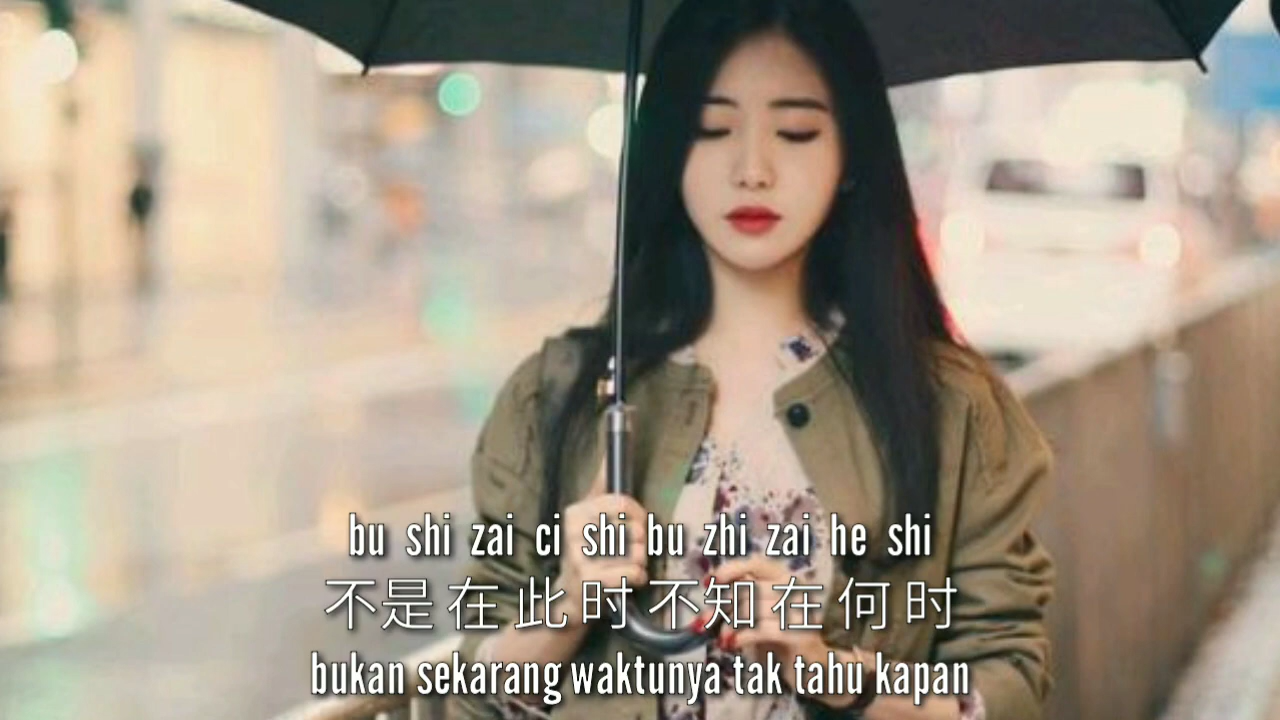 bu shi zai ci shi bu zhi zai he shi
不是在此时不知在何时
bukan sekarang waktunya tak tahu kapan